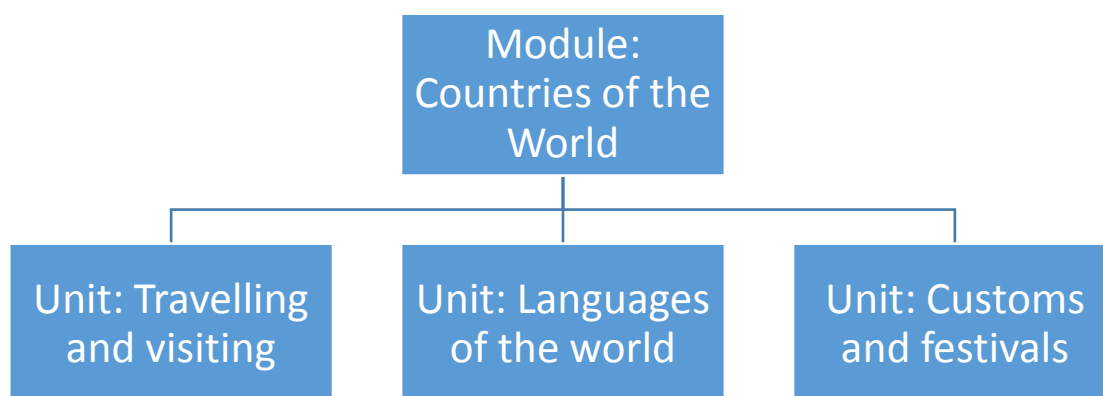 Module:
Countries of the
World
Unit: Travelling
and visiting
Unit: Languages
of the world
Unit: Customs
and festivals